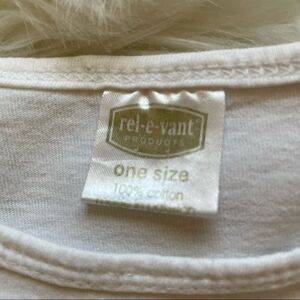 rel-e-vant
PRODUCTS
one size
100% cotton